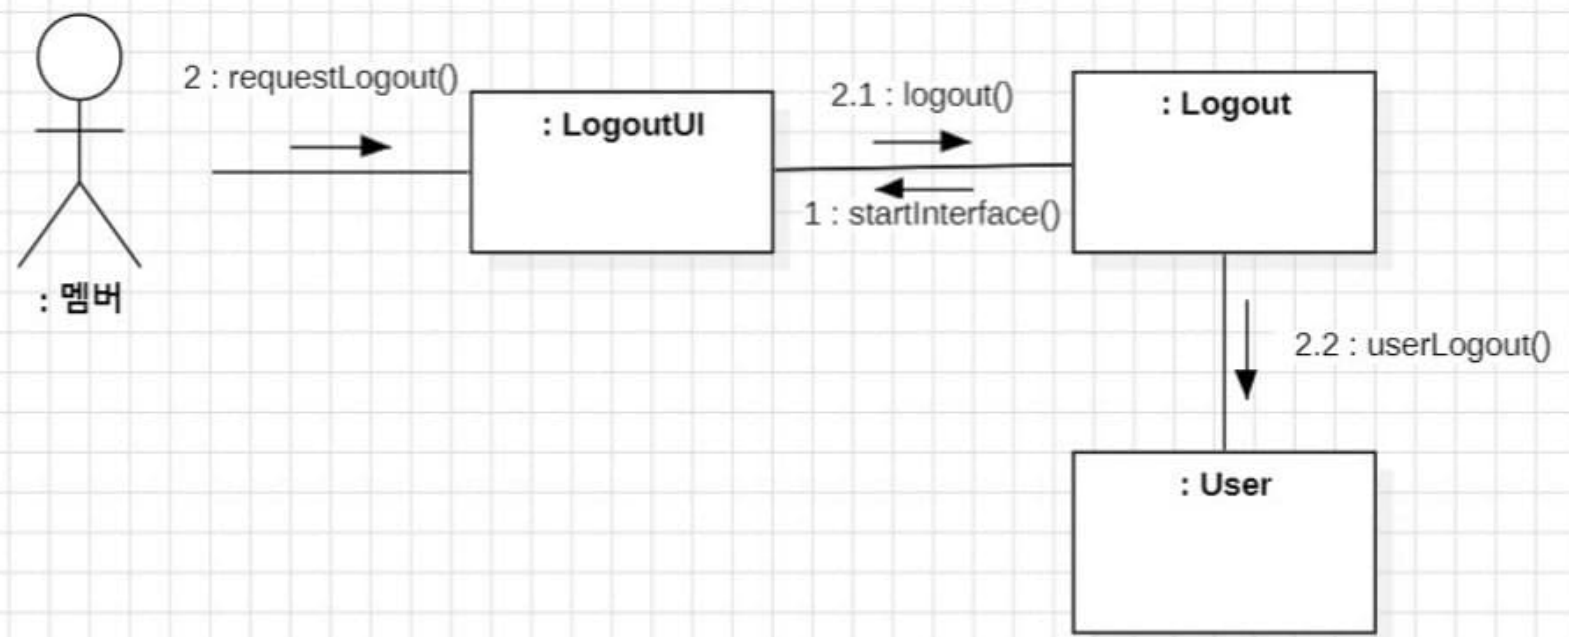 2 : requestLogout()
: LogoutUI
2.1 : logout()
: Logout
1 : startInterface()
: 멤버
2.2 : userLogout()
: User